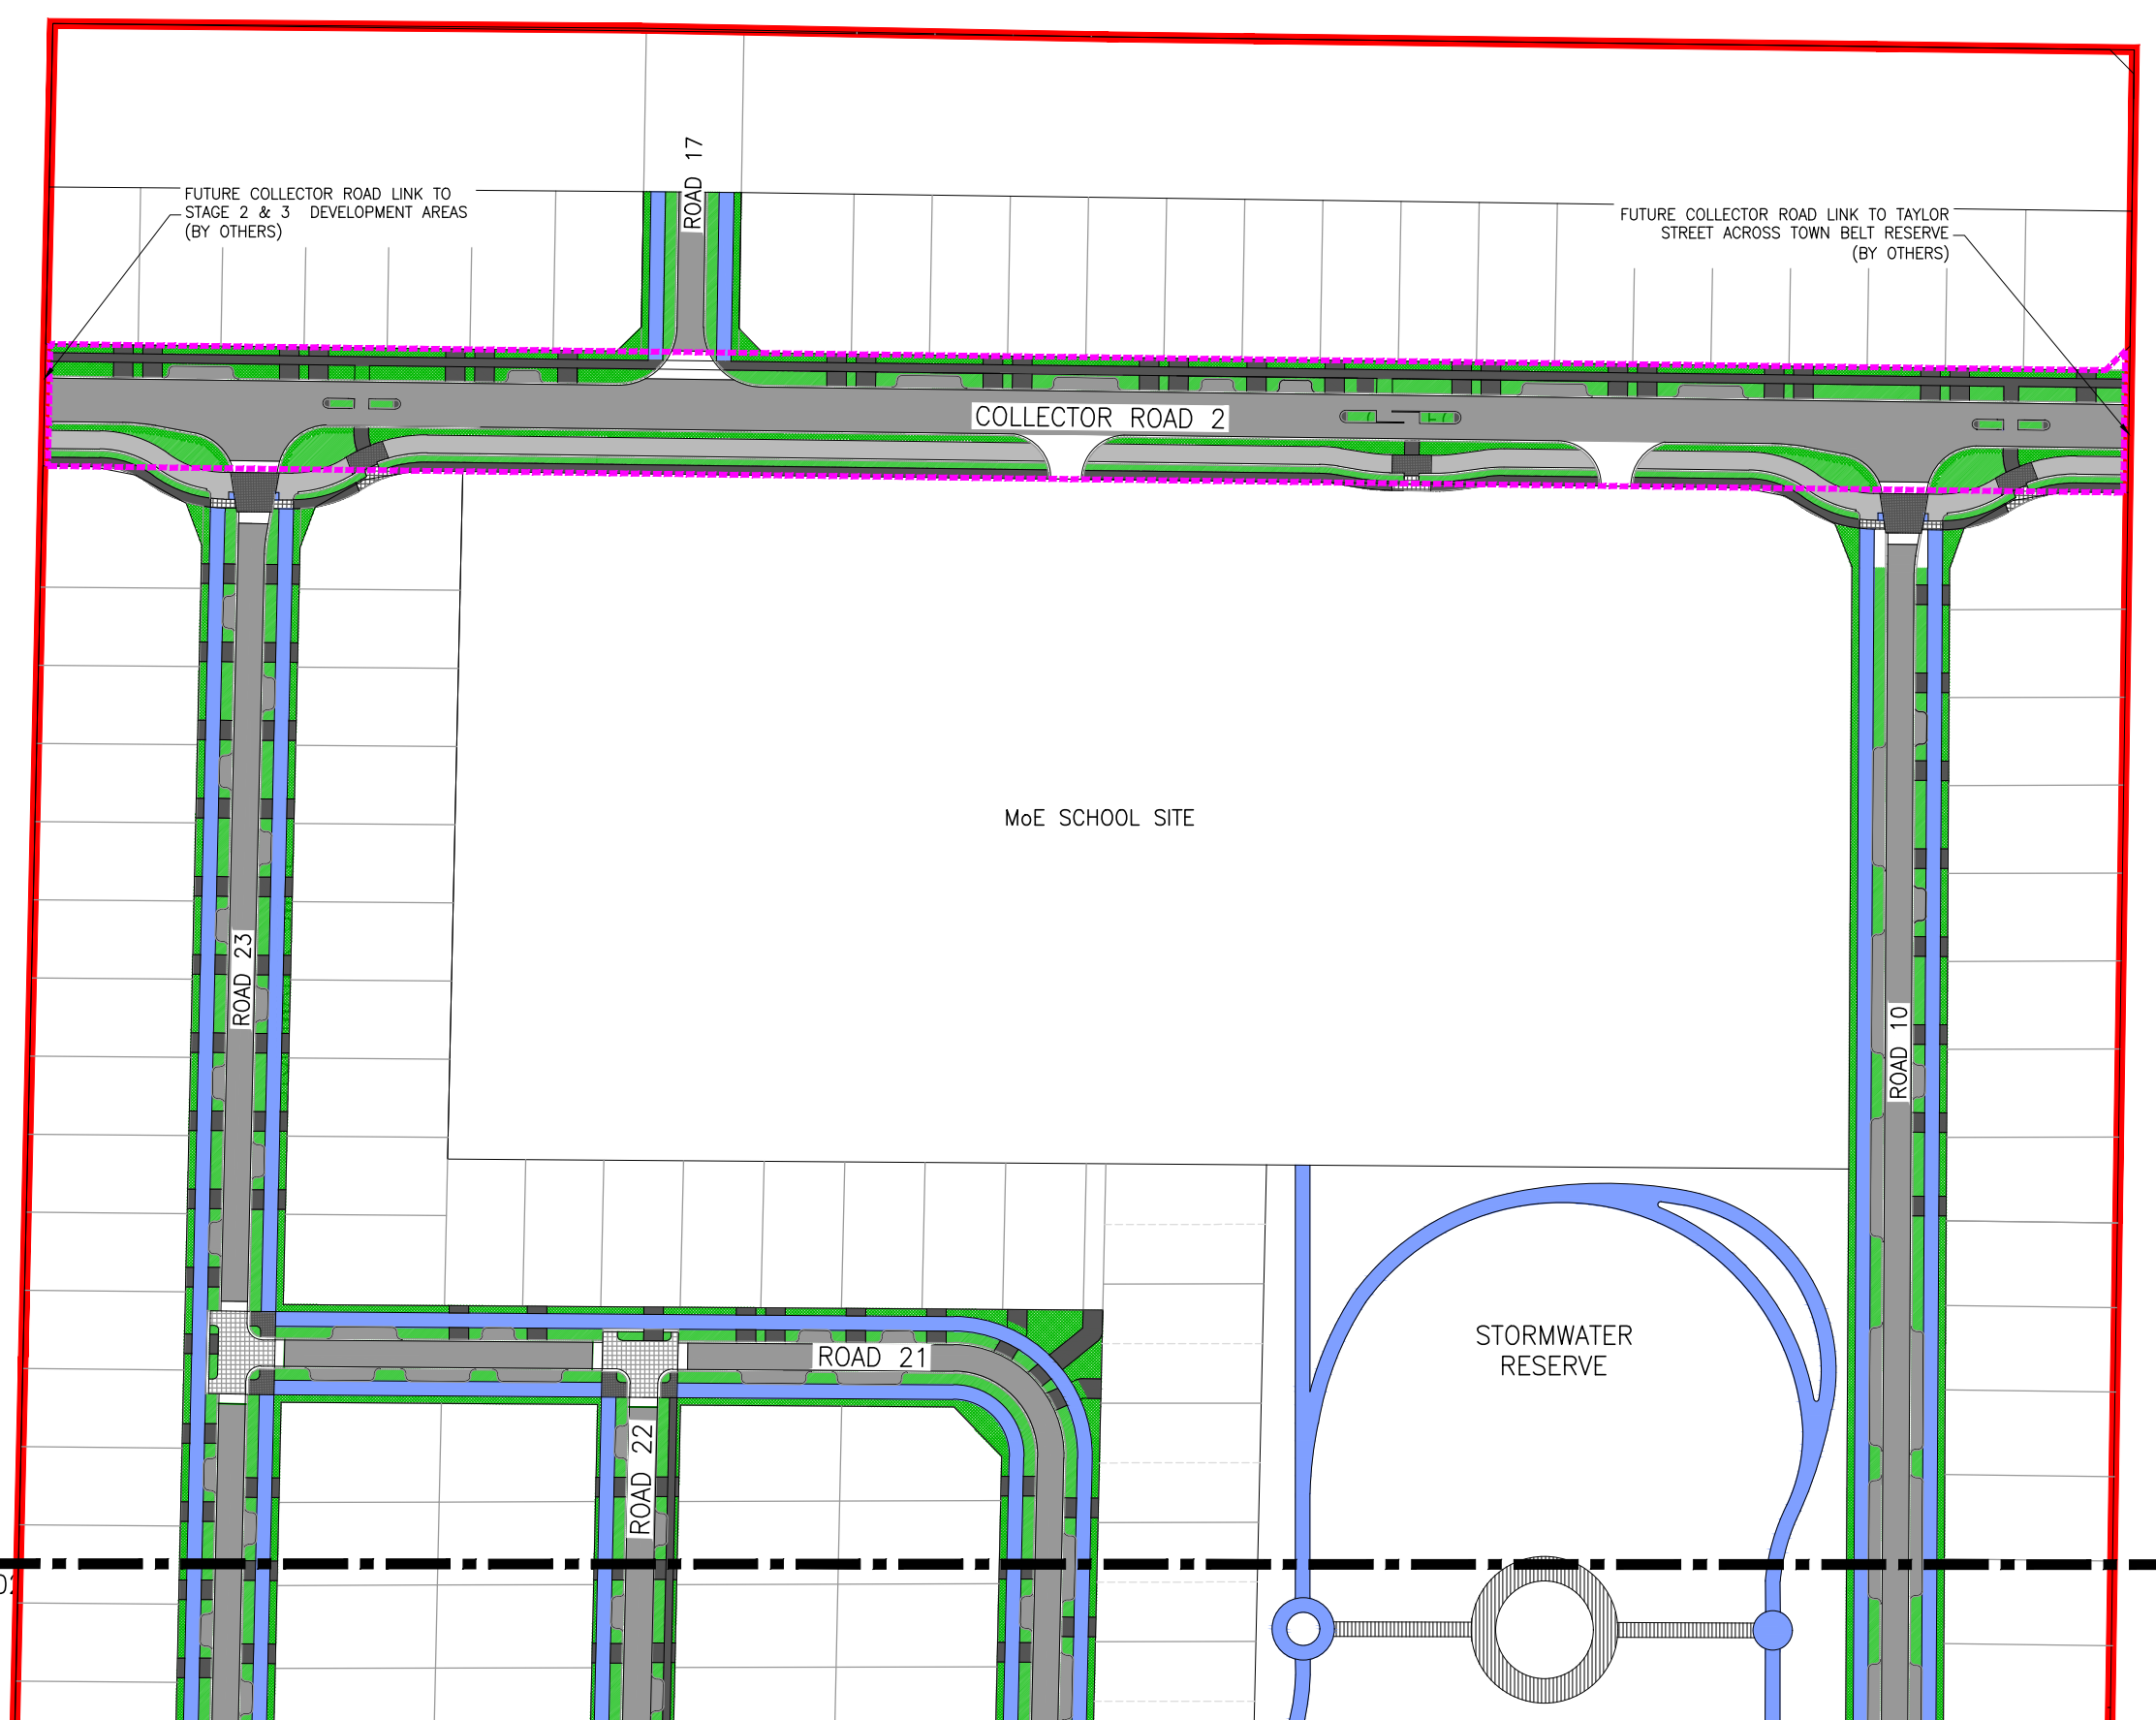 ROAD 17
FUTURE COLLECTOR ROAD LINK TO
STAGE 2 & 3 DEVELOPMENT AREAS
(BY OTHERS)
FUTURE COLLECTOR ROAD LINK TO TAYLOR
STREET ACROSS TOWN BELT RESERVE
(BY OTHERS)
COLLECTOR ROAD 2
MoE SCHOOL SITE
ROAD 23
ROAD 10
STORMWATER
RESERVE
ROAD 21
ROAD 22